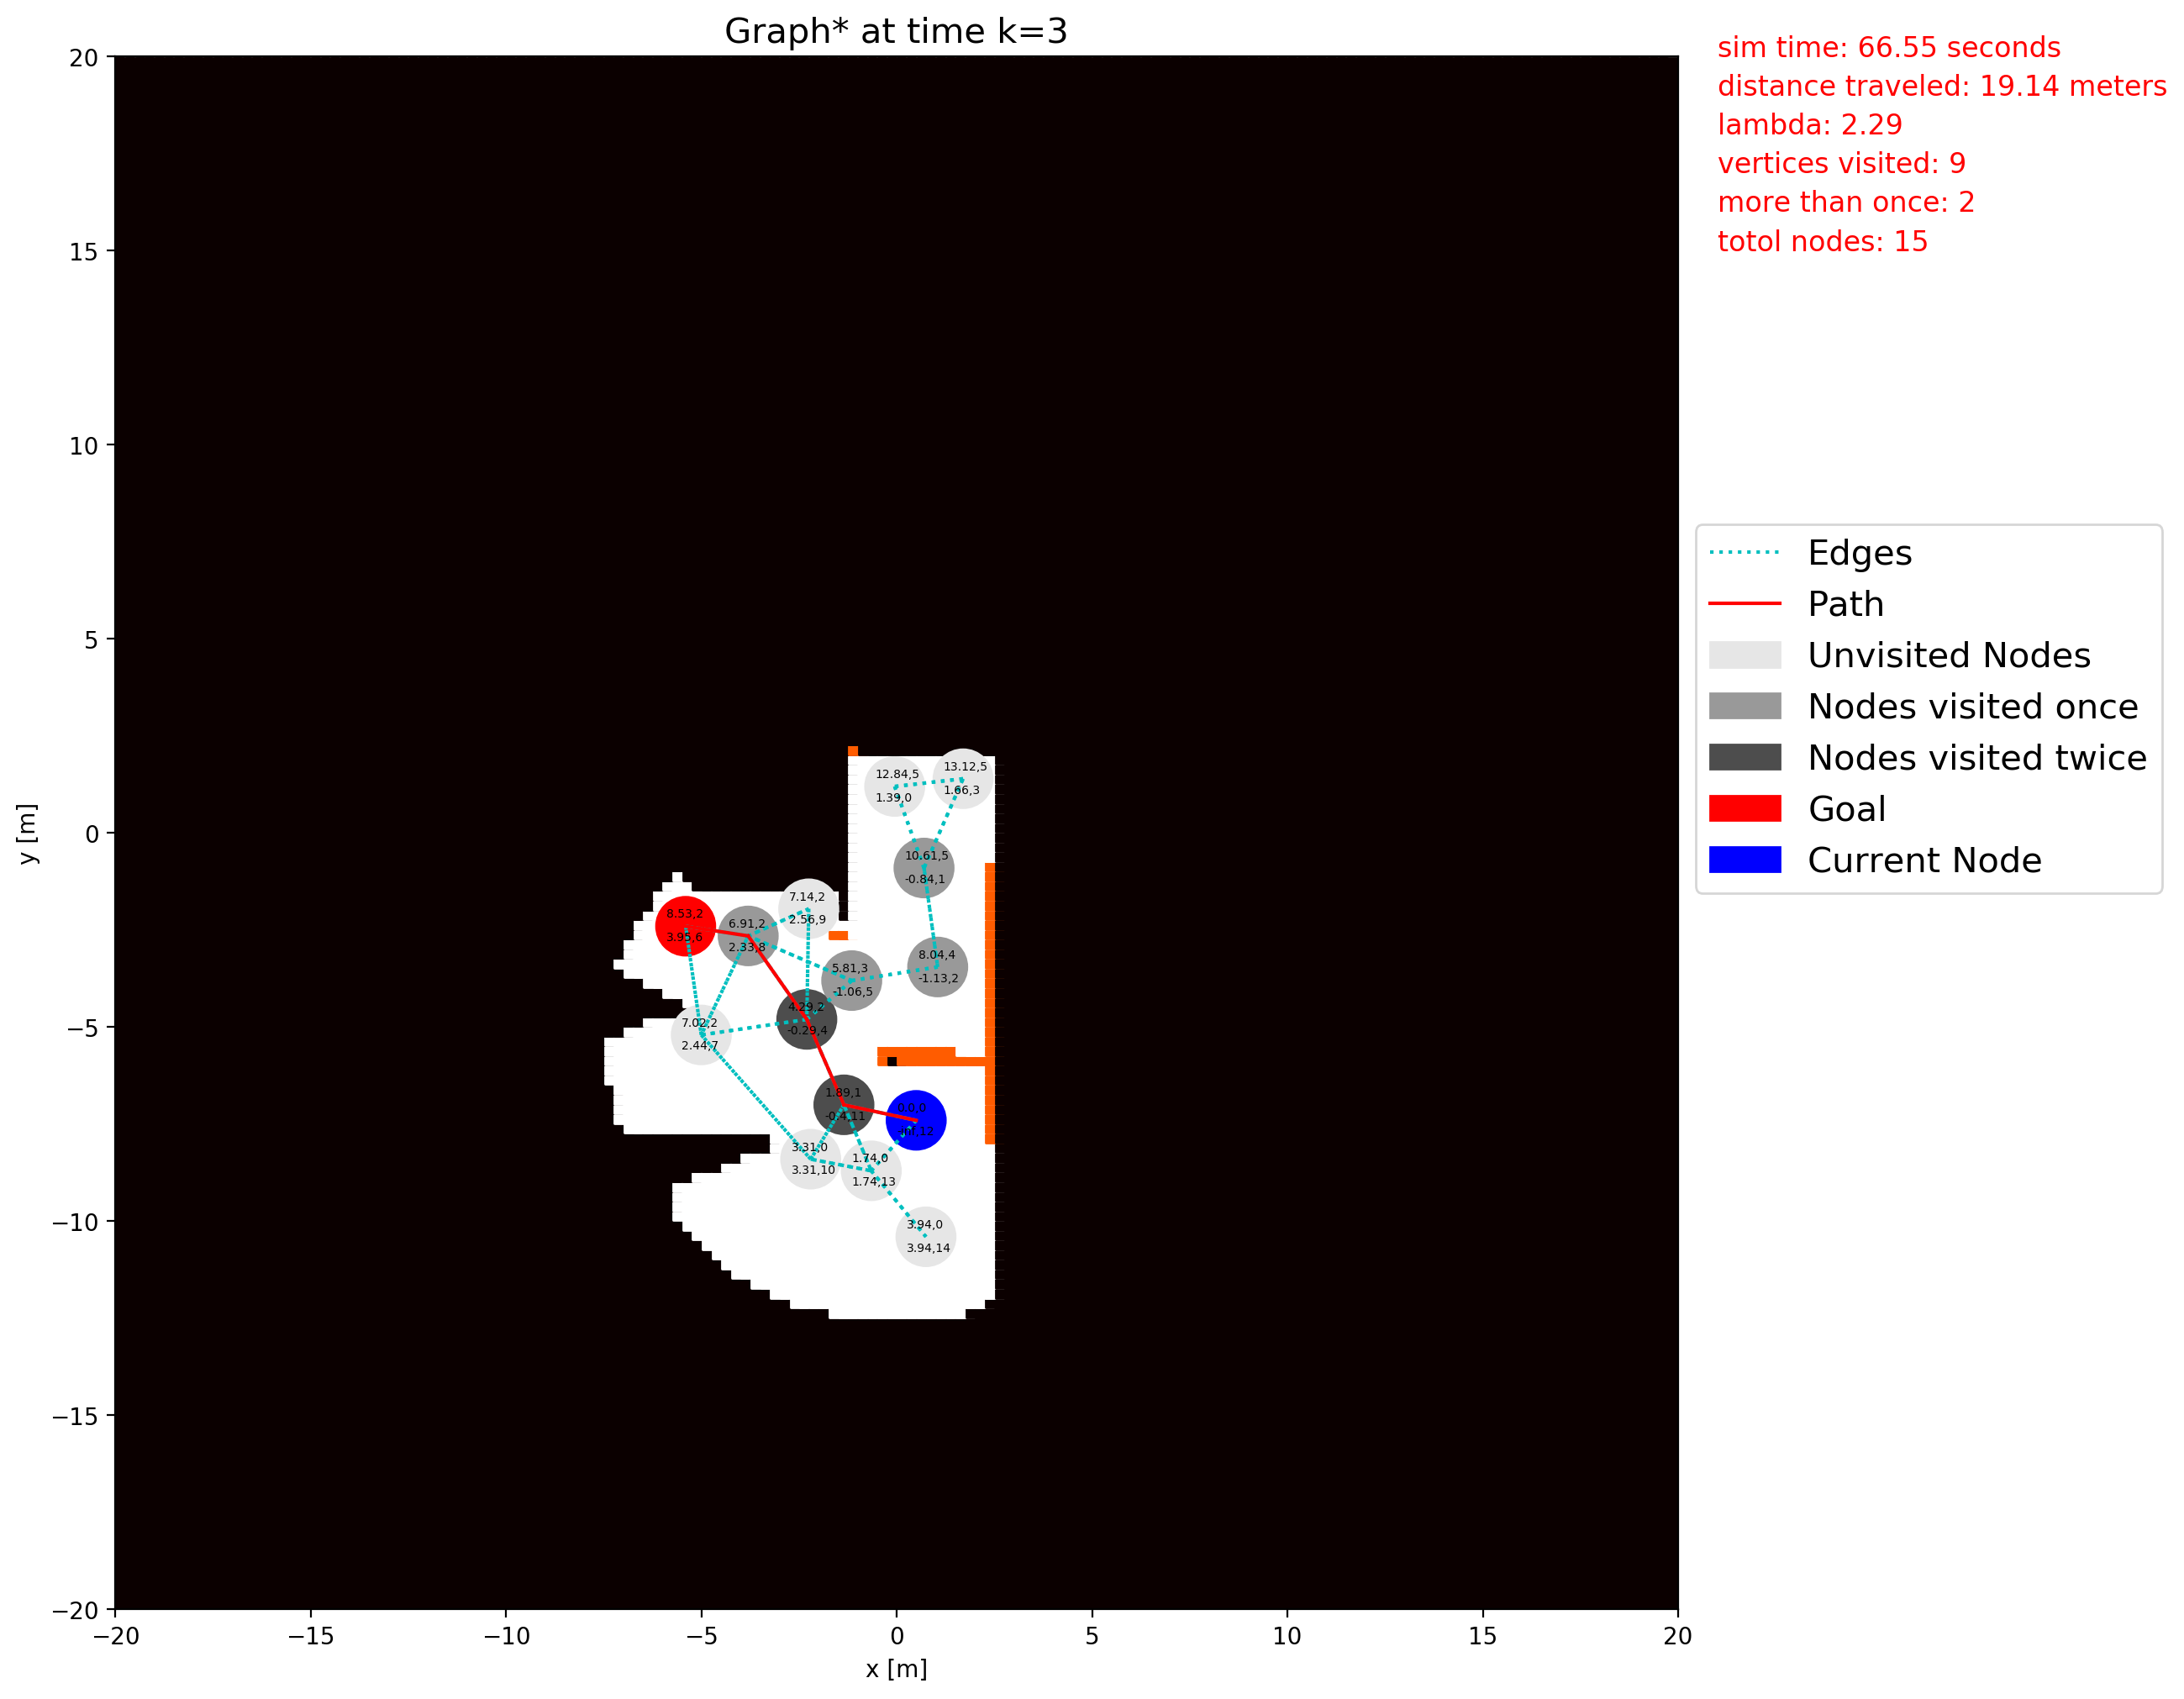 Graph* at time k=3
sim time: 66.55 seconds
distance traveled: 19.14 meters
lambda: 2.29
vertices visited: 9
more than once: 2
totol nodes: 15
20
15
10
5
0
−5
−10
−15
−20
y [m]
−20
−15
−10
−5
0
5
10
15
20
x [m]
Edges
Path
Unvisited Nodes
Nodes visited once
Nodes visited twice
Goal
Current Node
12.84,5
1.39,0
13.12,5
1.66,3
10.61,5
-0.84,1
7.14,2
2.56,9
8.53,2
3.95,6
6.91,2
2.33,8
5.81,3
-1.06,5
8.04,4
-1.13,2
4.29,2
-0.29,4
7.02,2
2.44,7
1.89,1
-0.4,11
0.0,0
3.31,0
3.31,10
1.74,0
1.74,13
3.94,0
3.94,14